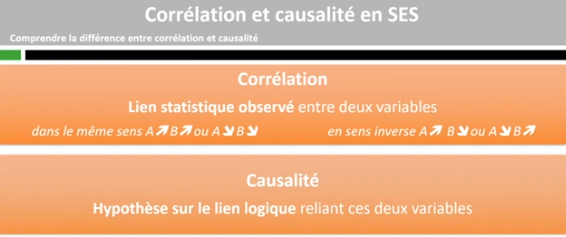 Corrélation et causalité en SES
Comprendre la différence entre corrélation et causalité
Corrélation
Lien statistique observé entre deux variables
dans le même sens A ↗ B ↗ ou A ↘ B ↘ en sens inverse A ↗ B ↘ ou A ↘ B ↗
Causalité
Hypothèse sur le lien logique reliant ces deux variables